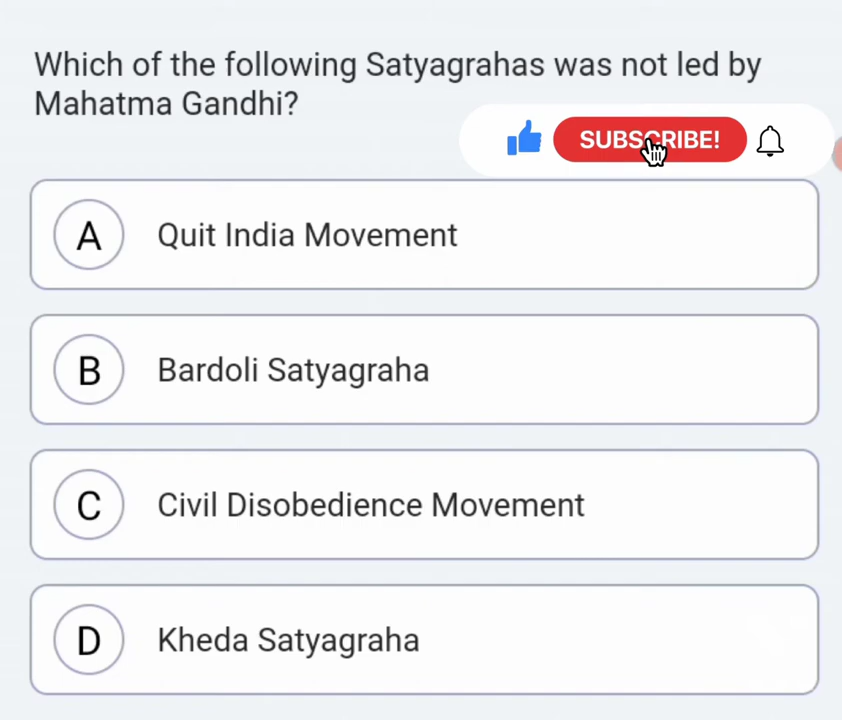 Which of the following Satyagrahas was not led by
Mahatma Gandhi?
SUBSCRIBE!
A Quit India Movement
B Bardoli Satyagraha
C Civil Disobedience Movement
D Kheda Satyagraha